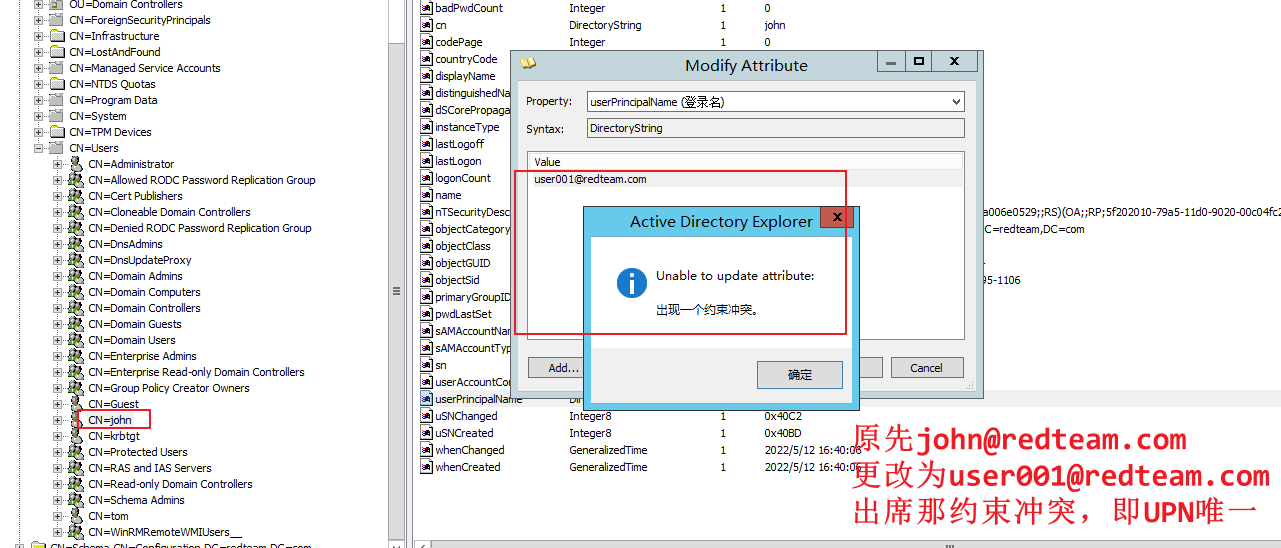 OU=Domain Controllers
CN=ForeignSecurityPrincipals
CN=Infrastructure
CN=LostAndFound
CN=Managed Service Accounts
CN=NTDS Quotas
CN=Program Data
CN=System
CN=TPM Devices
CN=Users
CN=Administrator
CN=Allowed RODC Password Replication Group
CN=Cert Publishers
CN=Cloneable Domain Controllers
CN=Denied RODC Password Replication Group
CN=DnsAdmins
CN=DnsUpdateProxy
CN=Domain Admins
CN=Domain Computers
CN=Domain Controllers
CN=Domain Guests
CN=Domain Users
CN=Enterprise Admins
CN=Enterprise Read-only Domain Controllers
CN=Group Policy Creator Owners
CN=Guest
CN=john
CN=krbtgt
CN=Protected Users
CN=RAS and IAS Servers
CN=Read-only Domain Controllers
CN=Schema Admins
CN=tom
CN=WinRMRemoteWMIUsers__
CN=Schema,CN=Configuration,DC=redteam,DC=com
badPwdCount Integer 1 0
cn DirectoryString 1 john
codePage Integer 1 0
countryCode
displayName
distinguishedNa
dSCorePropaga
instanceType
lastLogoff
lastLogon
logonCount
name
nTSecurityDesc a006e0529;;RS)(OA;;RP;5f202010-79a5-11d0-9020-00c04fc2
objectCategory C=redteam,DC=com
objectClass
objectGUID
objectSid 95-1106
primaryGroupID
pwdLastSet
sAMAccountNam
sAMAccountTyp
sn
userAccountCon
userPrincipalName Dir
uSNChanged Integer8 1 0x40C2
uSNCreated Integer8 1 0x40BD
whenChanged GeneralizedTime 1 2022/5/12 16:40:06
whenCreated GeneralizedTime 1 2022/5/12 16:40:06
Modify Attribute
Property: userPrincipalName (登录名)
Syntax: DirectoryString
Value
user001@redteam.com
Add...
Cancel
Active Directory Explorer
Unable to update attribute:
出现一个约束冲突。
确定
原先john@redteam.com
更改为user001@redteam.com
出席那约束冲突，即UPN唯一